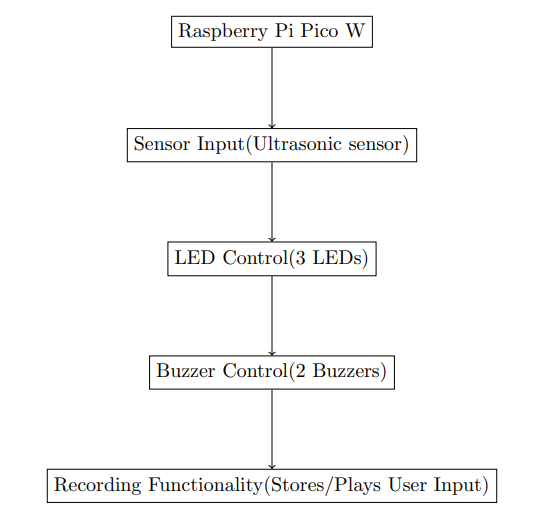 Raspberry Pi Pico W
Sensor Input(Ultrasonic sensor)
LED Control(3 LEDs)
Buzzer Control(2 Buzzers)
Recording Functionality(Stores/Plays User Input)